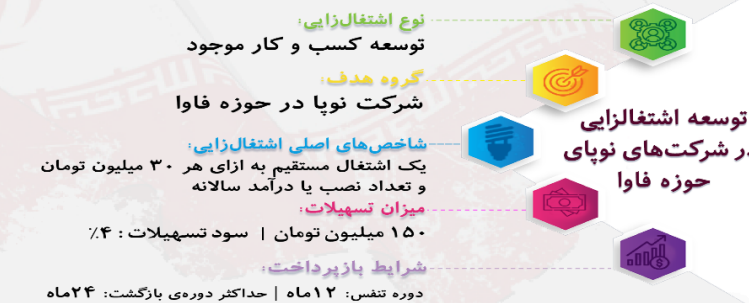 نوع اشتغال‌زایی:
توسعه کسب و کار موجود
گروه هدف:
شرکت نوپا در حوزه فاوا
شاخص‌های اصلی اشتغال‌زایی:
یک اشتغال مستقیم به ازای هر ۳۰ میلیون تومان
و تعداد نصب یا درآمد سالانه
میزان تسهیلات:
۱۵۰ میلیون تومان | سود تسهیلات : ۴٪
شرایط بازپرداخت:
دوره تنفس: ۱۲ماه | حداکثر دوره‌ی بازگشت: ۲۴ماه
توسعه اشتغالزایی
در شرکت‌های نوپای
حوزه فاوا